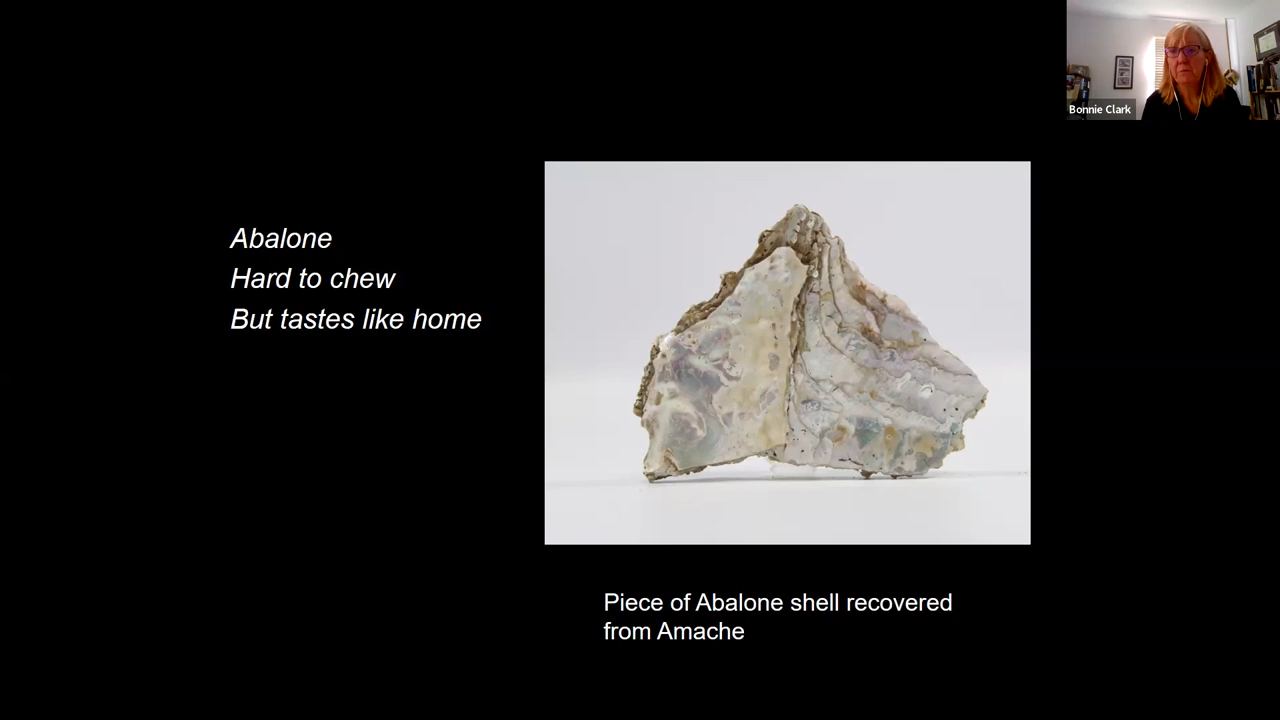 Bonnie Clark
Abalone
Hard to chew
But tastes like home
Piece of Abalone shell recovered
from Amache